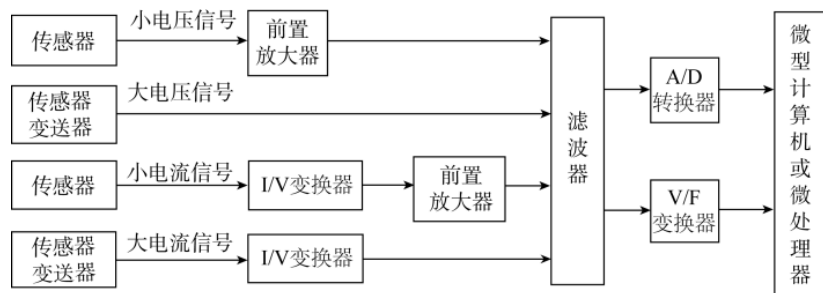 传感器
小电压信号
前置
放大器
传感器
变送器
大电压信号
传感器
小电流信号
I/V变换器
前置
放大器
传感器
变送器
大电流信号
I/V变换器
滤波器
A/D
转换器
V/F
变换器
微型计算机或微处理器